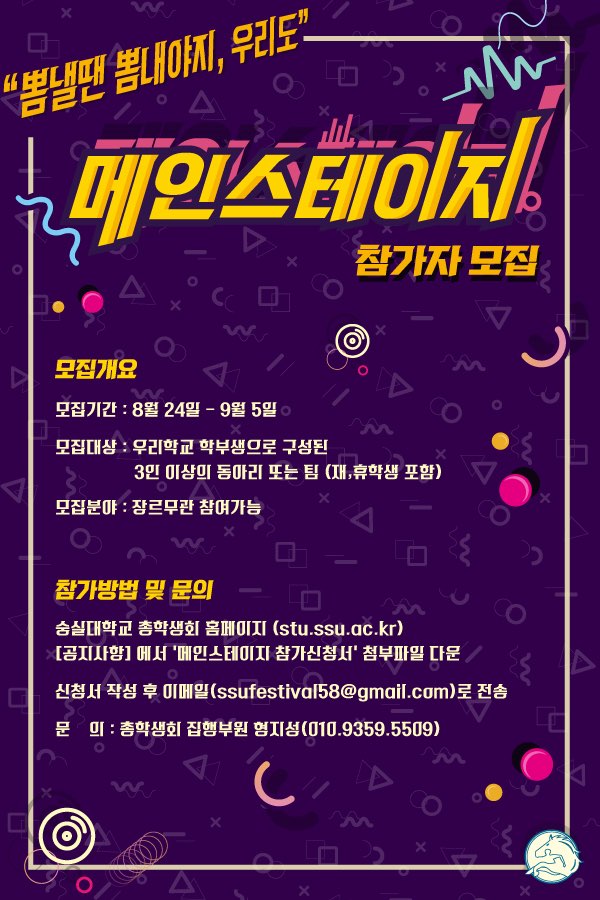 “뽐낼땐 뽐내야지, 우리도”
메인스테이지
참가자 모집
모집개요
모집기간 : 8월 24일 - 9월 5일
모집대상 : 우리학교 학부생으로 구성된
3인 이상의 동아리 또는 팀 (재,휴학생 포함)
모집분야 : 장르무관 참여가능
참가방법 및 문의
숭실대학교 총학생회 홈페이지 (stu.ssu.ac.kr)
[공지사항] 에서 '메인스테이지 참가신청서' 첨부파일 다운
신청서 작성 후 이메일(ssufestival58@gmail.com)로 전송
문 의 : 총학생회 집행부원 형지성(010.9359.5509)